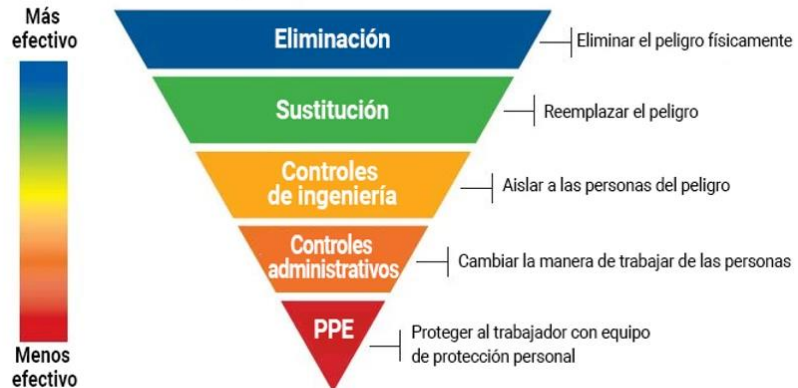 Más
efectivo
Eliminación
Eliminar el peligro físicamente
Sustitución
Reemplazar el peligro
Controles
de ingeniería
Aislar a las personas del peligro
Controles
administrativos
Cambiar la manera de trabajar de las personas
PPE
Proteger al trabajador con equipo
de protección personal
Menos
efectivo